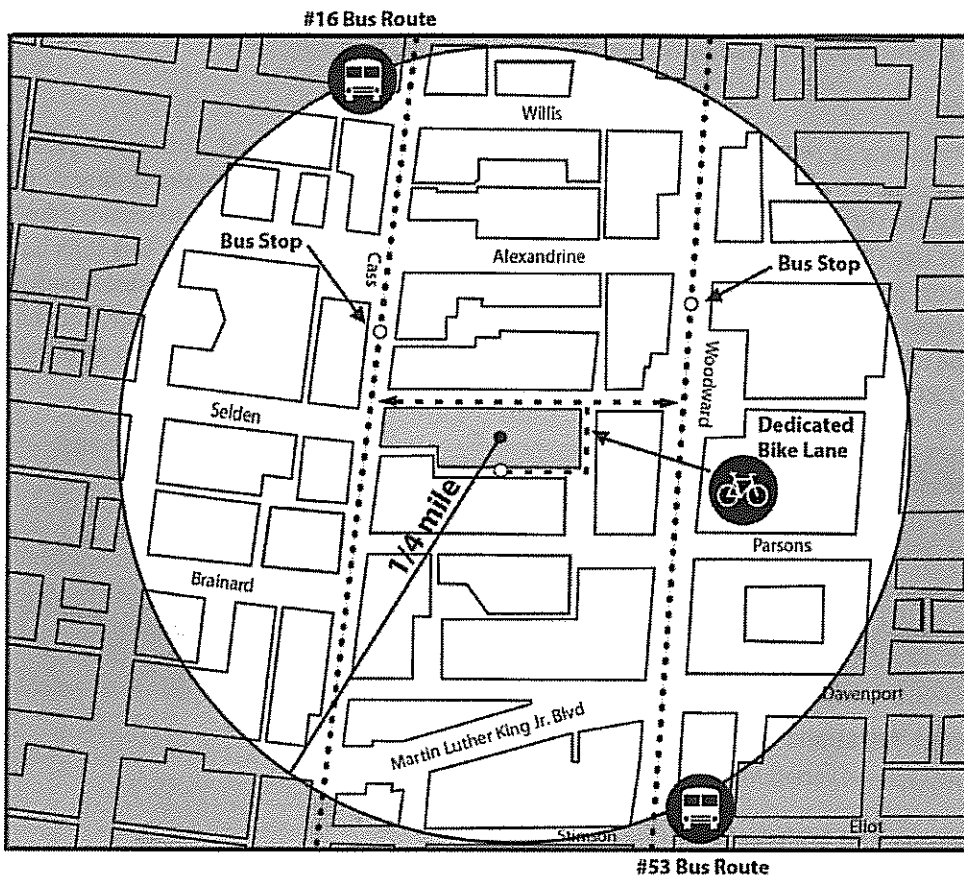 #16 Bus Route
Willis
Bus Stop
Cass
Alexandrine
Bus Stop
Woodward
Selden
Dedicated
Bike Lane
1/4 mile
Parsons
Brainard
Davenport
Martin Luther King Jr. Blvd
Stimson
Eliot
#53 Bus Route